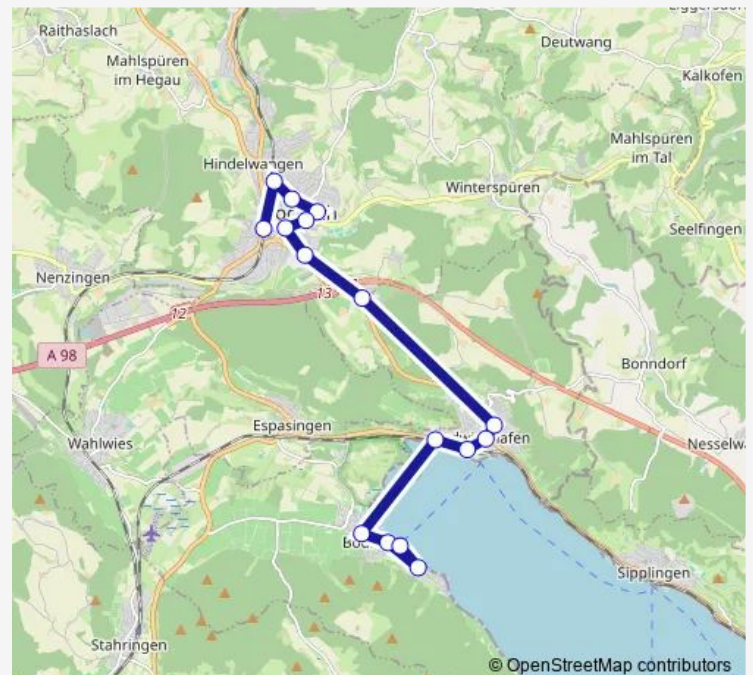 Raithaslach
Deutwang
Mahlspüren
im Hegau
Kalkofen
Mahlspüren
im Tal
Hindelwangen
Winterspüren
Seelfingen
Nenzingen
13
12
A 98
Bonndorf
Espasingen
Wahlwies
Nesselwa
Sipplingen
Stahringen
© OpenStreetMap contributors